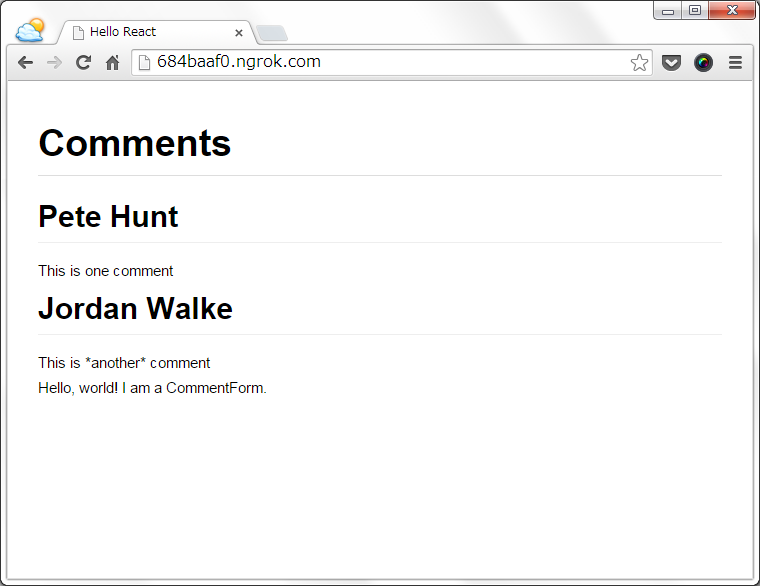 Hello React
684baaf0.ngrok.com
Comments
Pete Hunt
This is one comment
Jordan Walke
This is *another* comment
Hello, world! I am a CommentForm.